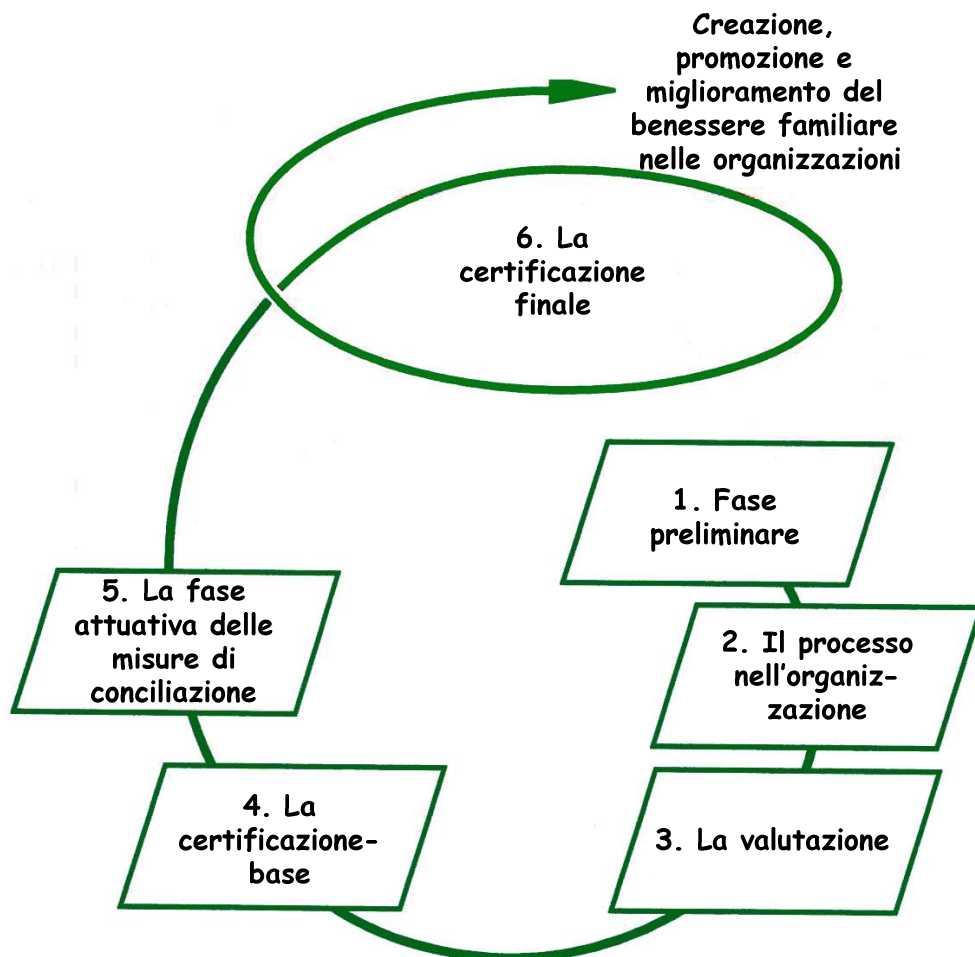 Creazione,
promozione e
miglioramento del
benessere familiare
nelle organizzazioni
6. La
certificazione
finale
1. Fase
preliminare
2. Il processo
nell'organiz-
zazione
3. La valutazione
4. La
certificazione-
base
5. La fase
attuativa delle
misure di
conciliazione